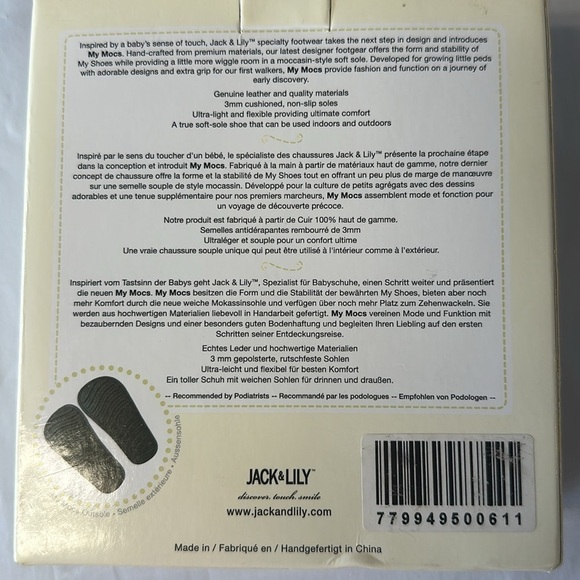 Inspired by a baby's sense of touch, Jack & Lily™ specialty footwear takes the next step in design and introduces
My Mocs. Hand-crafted from premium materials, our latest designer footgear offers the form and stability of
My Shoes while providing a little more wiggle room in a moccasin-style soft sole. Developed for growing little peds
with adorable designs and extra grip for our first walkers, My Mocs provide fashion and function on a journey of
early discovery.
Genuine leather and quality materials
3mm cushioned, non-slip soles
Ultra-light and flexible providing ultimate comfort
A true soft-sole shoe that can be used indoors and outdoors
Inspiré par le sens du toucher d'un bébé, le spécialiste des chaussures Jack & Lily™ présente la prochaine étape
dans la conception et introduit My Mocs. Fabriqué à la main à partir de matériaux haut de gamme, notre dernier
concept de chaussure offre la forme et la stabilité de My Shoes tout en offrant un peu plus de marge de manœuvre
sur une semelle souple de style mocassin. Développé pour la culture de petits agrégats avec des dessins
adorables et une tenue supplémentaire pour nos premiers marcheurs, My Mocs assemblent mode et fonction pour
un voyage de découverte précoce.
Notre produit est fabriqué à partir de Cuir 100% haut de gamme.
Semelles antidérapantes rembourré de 3mm
Ultraléger et souple pour un confort ultime
Une vraie chaussure souple unique qui peut être utilisé à l'intérieur comme à l'extérieur.
Inspiriert vom Tastsinn der Babys geht Jack & Lily™, Spezialist für Babyschuhe, einen Schritt weiter und präsentiert
die neuen My Mocs. My Mocs besitzen die Form und die Stabilität der bewährten My Shoes, bieten aber noch
mehr Komfort durch die neue weiche Mokassinsohle und verfügen über noch mehr Platz zum Zehenwackeln. Sie
werden aus hochwertigen Materialien liebevoll in Handarbeit gefertigt. My Mocs vereinen Mode und Funktion mit
bezaubernden Designs und einer besonders guten Bodenhaftung und begleiten Ihren Liebling auf den ersten
Schritten seiner Entdeckungsreise.
Echtes Leder und hochwertige Materialien
3 mm gepolsterte, rutschfeste Sohlen
Ultra-leicht und flexibel für besten Komfort
Ein toller Schuh mit weichen Sohlen für drinnen und draußen.
-- Recommended by Podiatrists -- Recommandé par les podologues -- Empfohlen von Podologen --
Mocs Outsole • Semelle extérieure • Aussensohle
JACK&LILY™
discover. touch. smile
www.jackandlily.com
779949500611
Made in / Fabriqué en / Handgefertigt in China